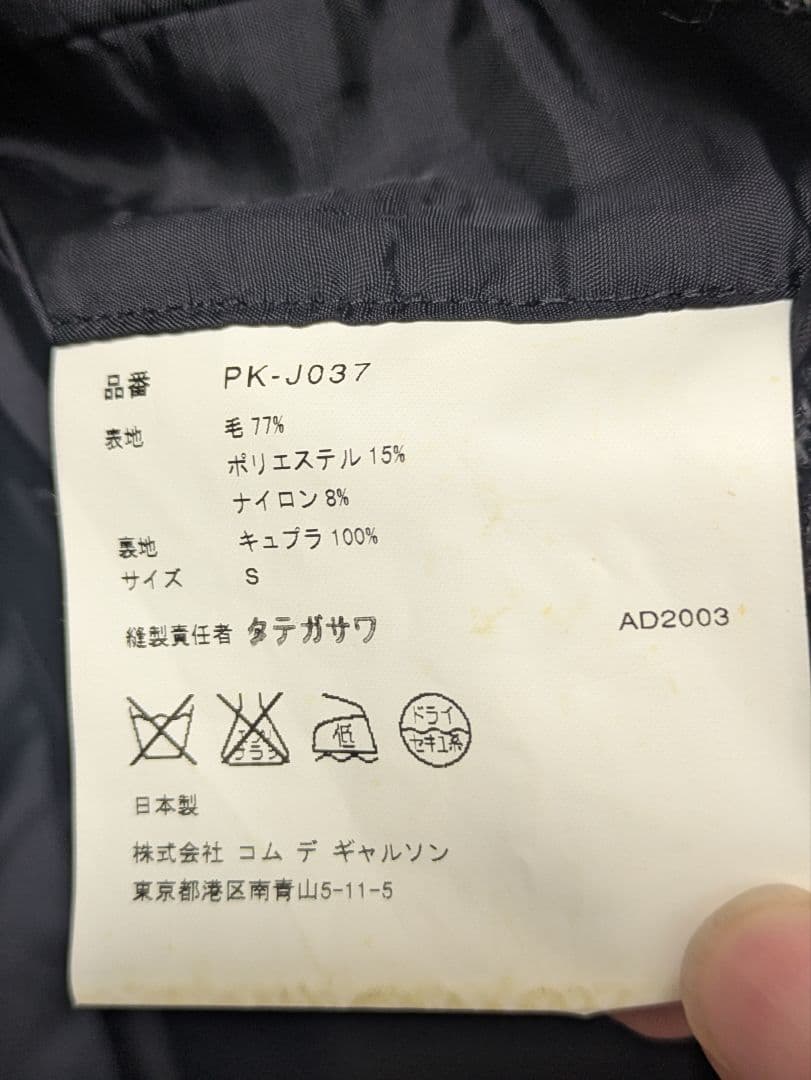 品番 PK-J037
表地 毛 77%
ポリエステル 15%
ナイロン 8%
裏地 キュプラ 100%
サイズ S
縫製責任者 タテガサワ
AD2003
低
ドライ
セキユ系
日本製
株式会社 コム デ ギャルソン
東京都港区南青山5-11-5